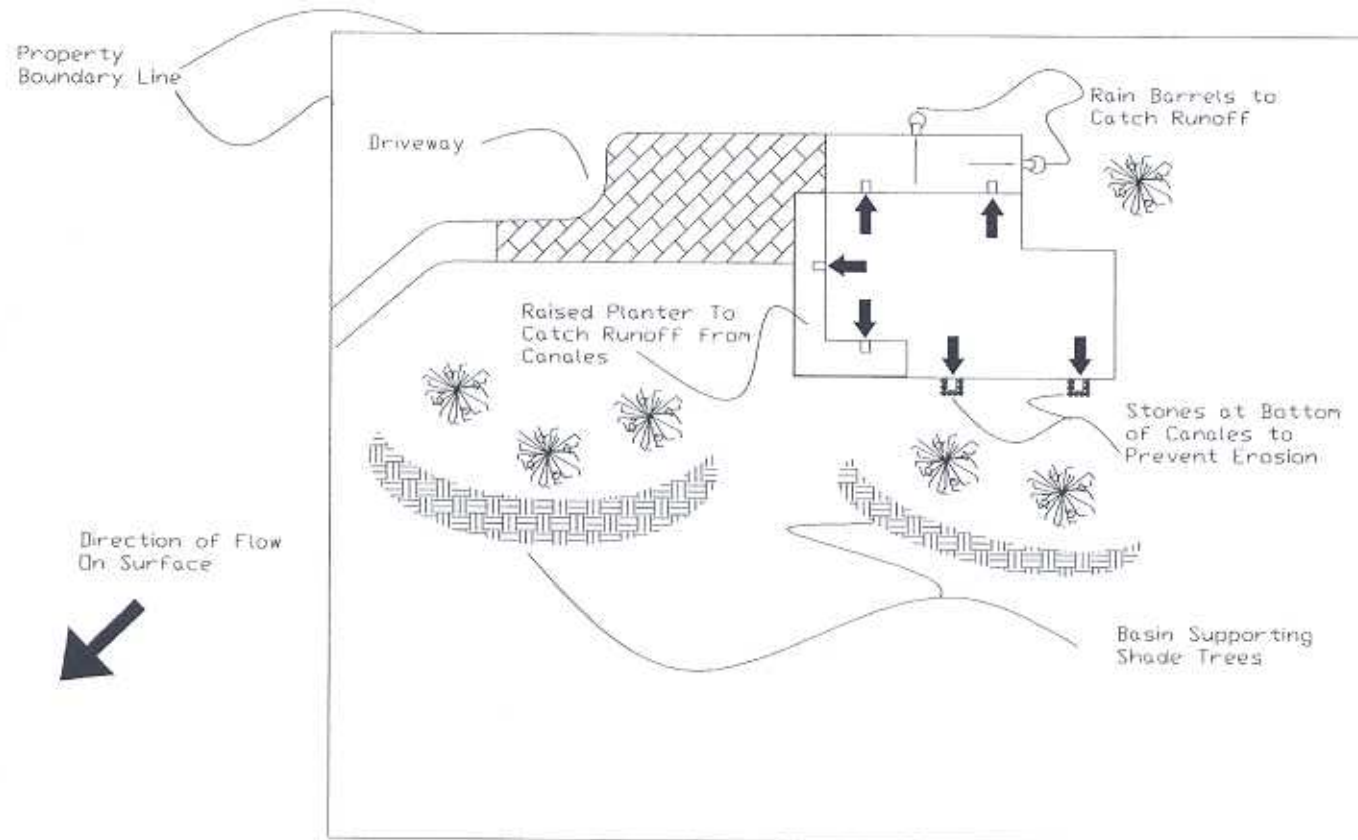 Property
Boundary Line
Driveway
Rain Barrels to
Catch Runoff
Raised Planter To
Catch Runoff From
Canales
Stones at Bottom
of Canales to
Prevent Erosion
Direction of Flow
On Surface
Basin Supporting
Shade Trees